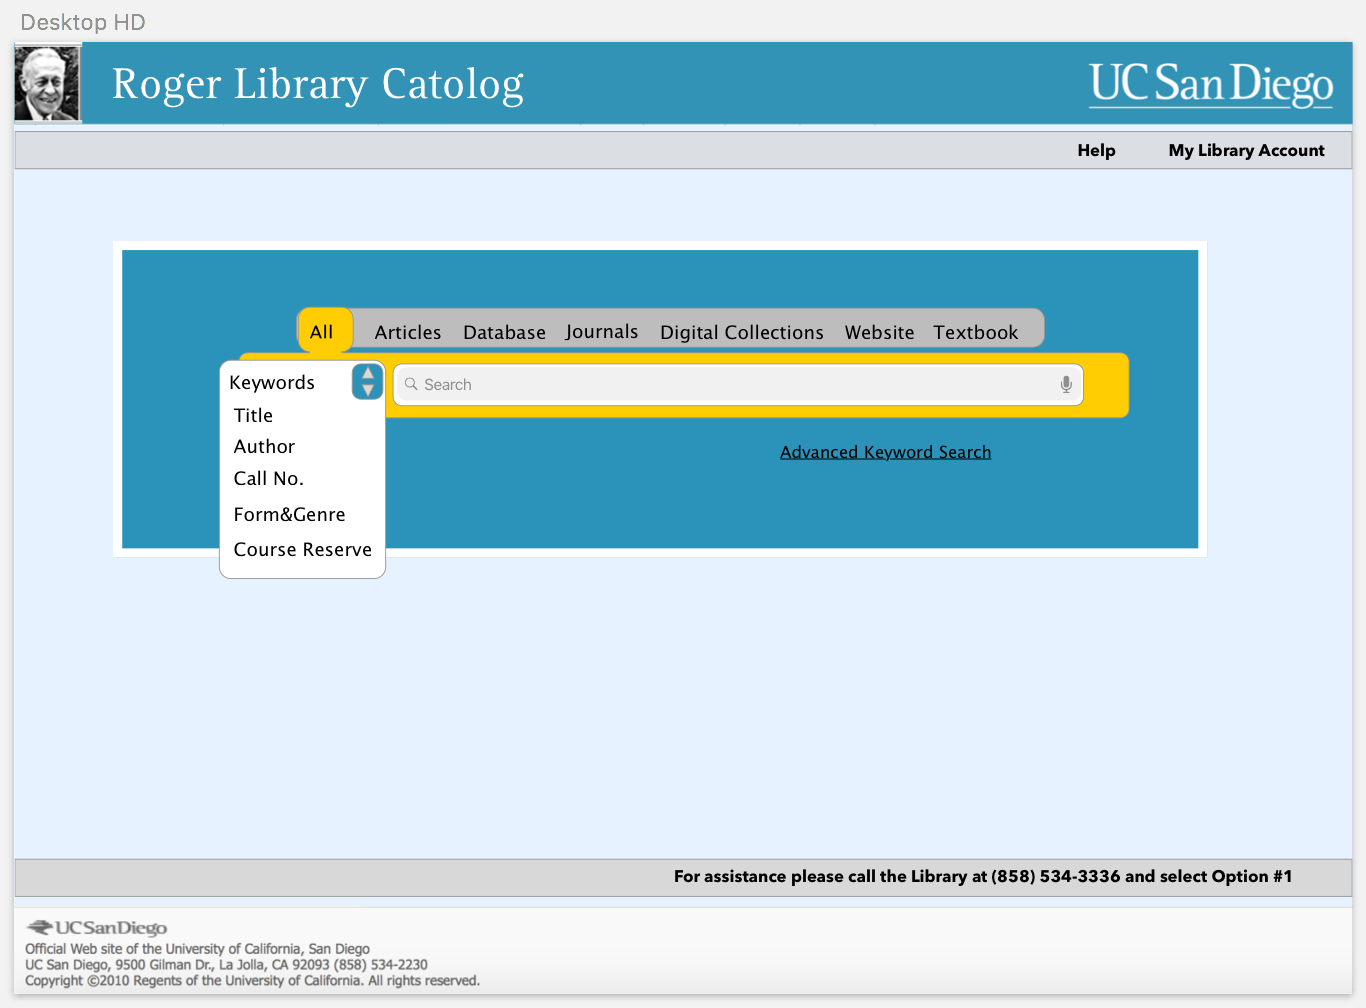 Desktop HD
Roger Library Catolog
UC San Diego
Help My Library Account
All Articles Database Journals Digital Collections Website Textbook
Keywords
Search
Title
Author
Advanced Keyword Search
Call No.
Form&Genre
Course Reserve
For assistance please call the Library at (858) 534-3336 and select Option #1
UC San Diego
Official Web site of the University of California, San Diego
UC San Diego, 9500 Gilman Dr., La Jolla, CA 92093 (858) 534-2230
Copyright ©2010 Regents of the University of California. All rights reserved.